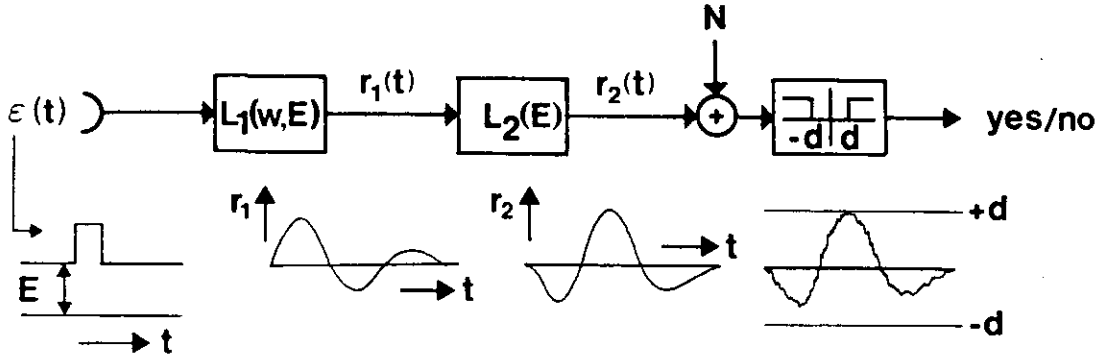 N
ε(t)
L₁(w,E)
r₁(t)
L₂(E)
r₂(t)
+
-d d
yes/no
E
t
r₁
t
r₂
t
+d
-d